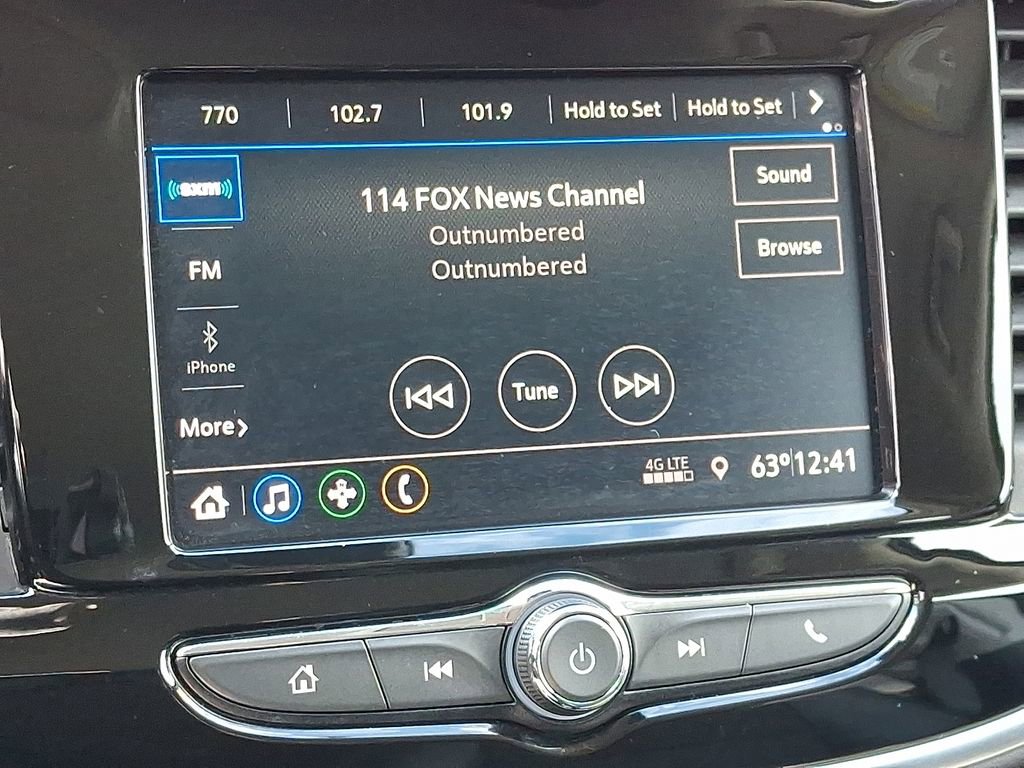 770 102.7 101.9 Hold to Set Hold to Set
((sxm))
114 FOX News Channel
Outnumbered
Outnumbered
Sound
Browse
FM
iPhone
More
Tune
4G LTE
63° 12:41